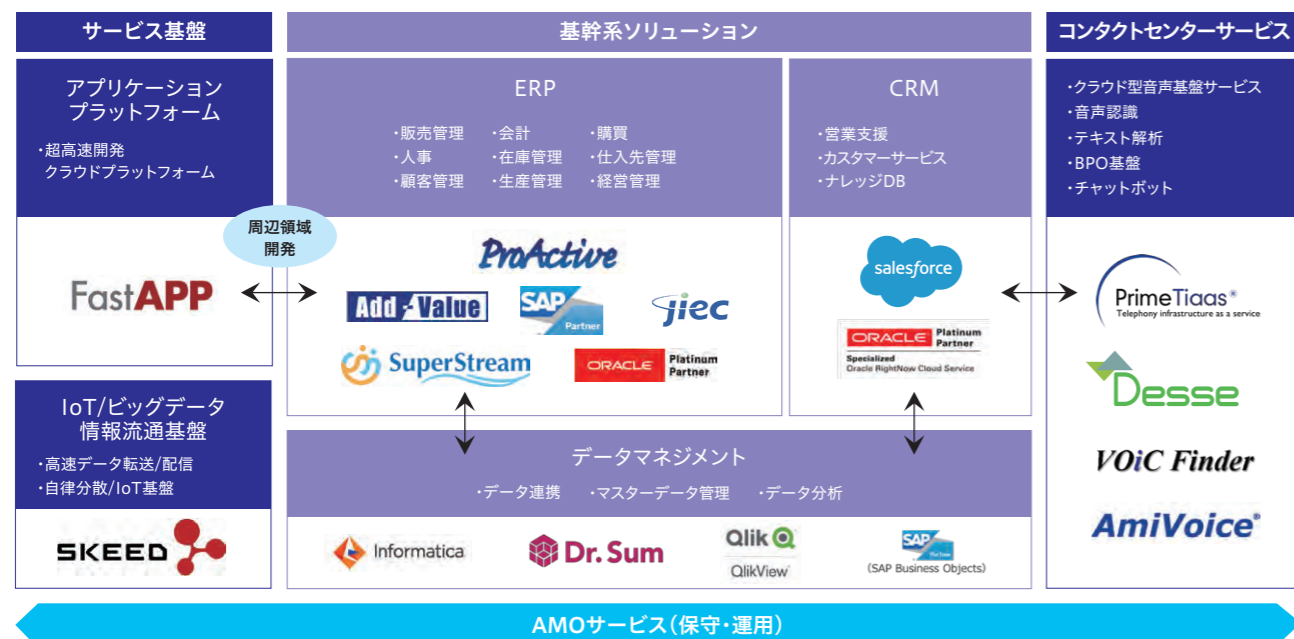 サービス基盤
アプリケーション
プラットフォーム
・超高速開発
クラウドプラットフォーム
FastAPP
IoT/ビッグデータ
情報流通基盤
・高速データ転送/配信
・自律分散/IoT基盤
SKEED
周辺領域
開発
基幹系ソリューション
ERP
・販売管理 ・会計 ・購買
・人事 ・在庫管理 ・仕入先管理
・顧客管理 ・生産管理 ・経営管理
ProActive
Add-Value
SAP
Partner
jiec
SuperStream
ORACLE
Platinum
Partner
CRM
・営業支援
・カスタマーサービス
・ナレッジDB
salesforce
ORACLE
Platinum
Partner
Specialized
Oracle RightNow Cloud Service
データマネジメント
・データ連携 ・マスターデータ管理 ・データ分析
Informatica
Dr.Sum
Qlik
QlikView
SAP
(SAP Business Objects)
コンタクトセンターサービス
・クラウド型音声基盤サービス
・音声認識
・テキスト解析
・BPO基盤
・チャットボット
PrimeTiaas®
Telephony infrastructure as a service
Desse
VOiC Finder
AmiVoice®
AMOサービス(保守・運用)